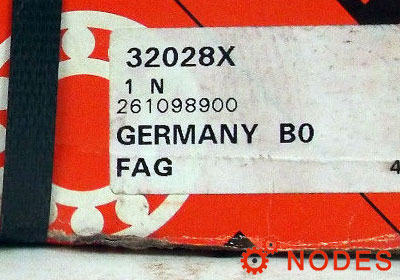 32028X
1 N
261098900
GERMANY B0
FAG
4
NODES